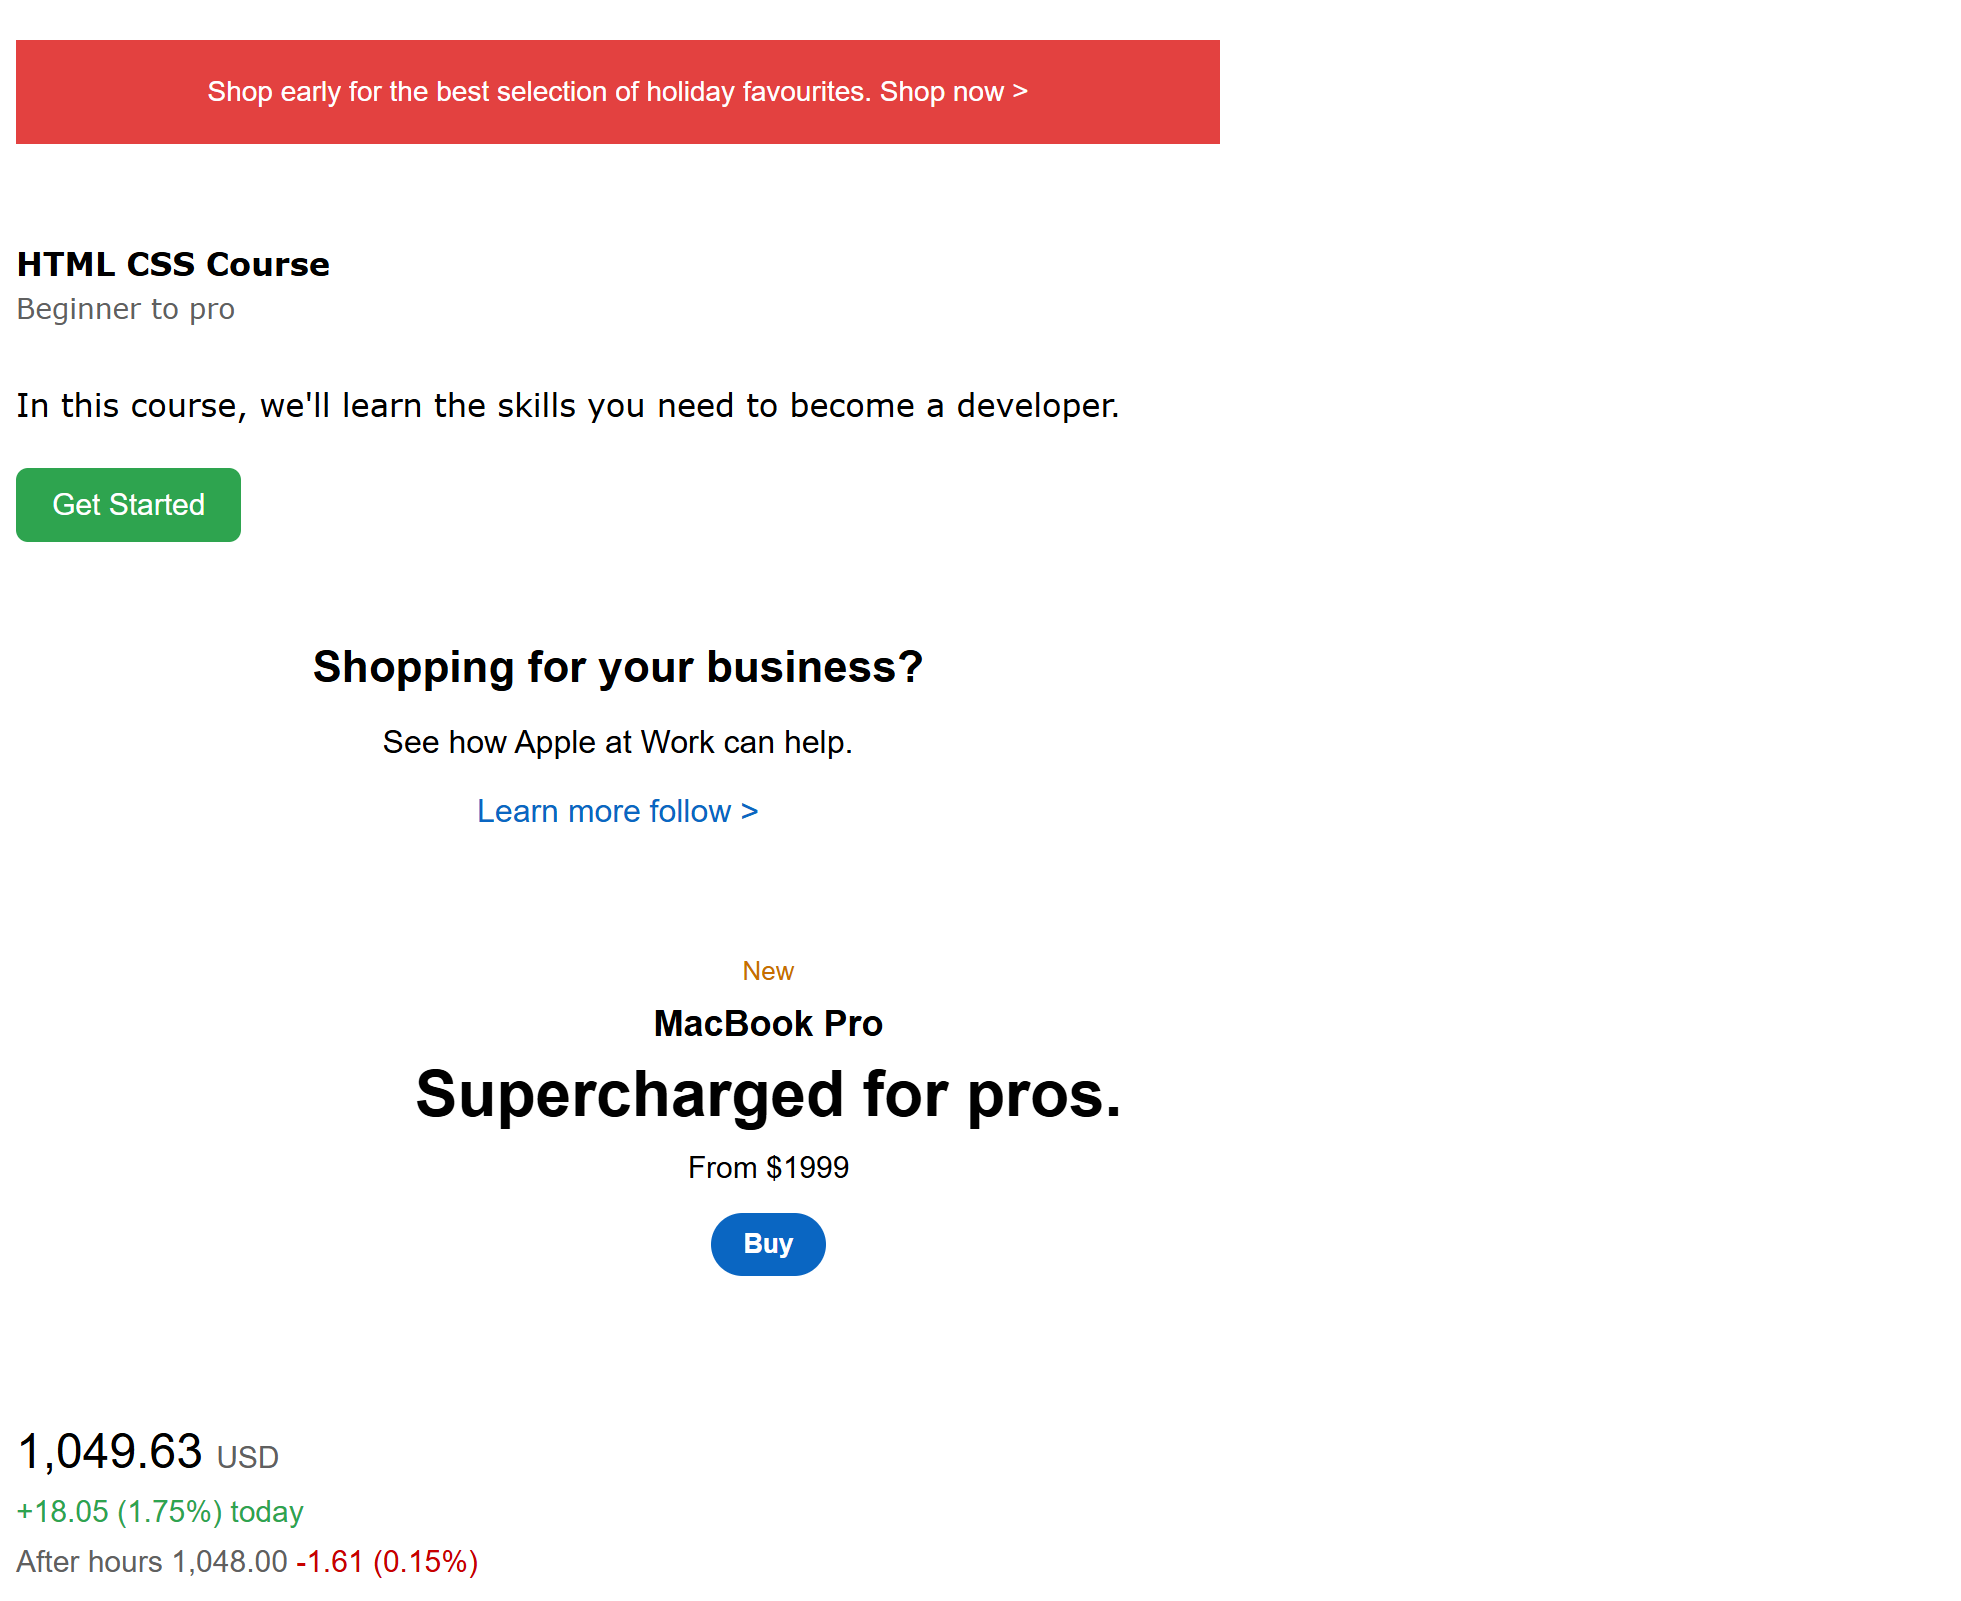 Shop early for the best selection of holiday favourites. Shop now >
HTML CSS Course
Beginner to pro
In this course, we'll learn the skills you need to become a developer.
Get Started
Shopping for your business?
See how Apple at Work can help.
Learn more follow >
New
MacBook Pro
Supercharged for pros.
From $1999
Buy
1,049.63 USD
+18.05 (1.75%) today
After hours 1,048.00 -1.61 (0.15%)